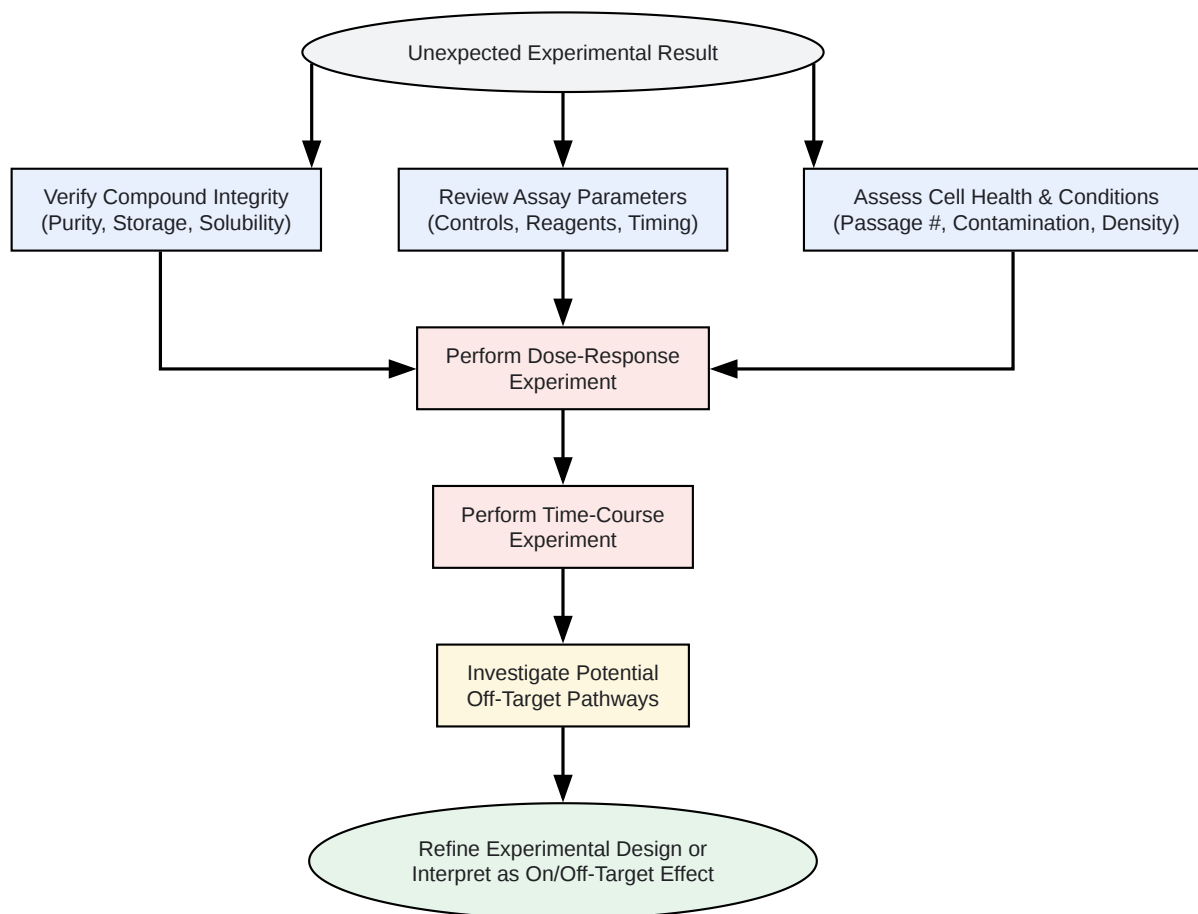 Unexpected Experimental Result
Verify Compound Integrity
(Purity, Storage, Solubility)
Review Assay Parameters
(Controls, Reagents, Timing)
Assess Cell Health & Conditions
(Passage #, Contamination, Density)
Perform Dose-Response
Experiment
Perform Time-Course
Experiment
Investigate Potential
Off-Target Pathways
Refine Experimental Design or
Interpret as On/Off-Target Effect